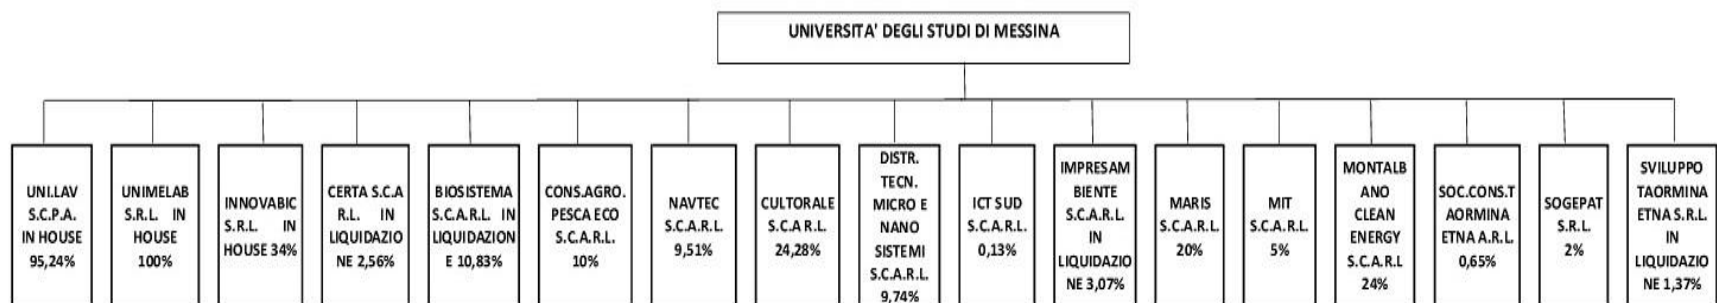 UNIVERSITA' DEGLI STUDI DI MESSINA
UNI.LAV
S.C.P.A.
IN HOUSE
95,24%
UNIMELAB
S.R.L. IN
HOUSE
100%
INNOVABIC
S.R.L. IN
HOUSE 34%
CERTA S.C.A
R.L. IN
LIQUIDAZIO
NE 2,56%
BIOSISTEMA
S.C.A.R.L. IN
LIQUIDAZION
E 10,83%
CONS.AGRO.
PESCA ECO
S.C.A.R.L.
10%
NAVTEC
S.C.A.R.L.
9,51%
CULTORALE
S.C.A R.L.
24,28%
DISTR.
TECN.
MICRO E
NANO
SISTEMI
S.C.A.R.L.
9,74%
ICT SUD
S.C.A.R.L.
0,13%
IMPRESAM
BIENTE
S.C.A.R.L.
IN
LIQUIDAZIO
NE 3,07%
MARIS
S.C.A.R.L.
20%
MIT
S.C.A.R.L.
5%
MONTALB
ANO
CLEAN
ENERGY
S.C.A.R.L
24%
SOC.CONS.T
AORMINA
ETNA A.R.L.
0,65%
SOGEPAT
S.R.L.
2%
SVILUPPO
TAORMINA
ETNA S.R.L.
IN
LIQUIDAZIO
NE 1,37%